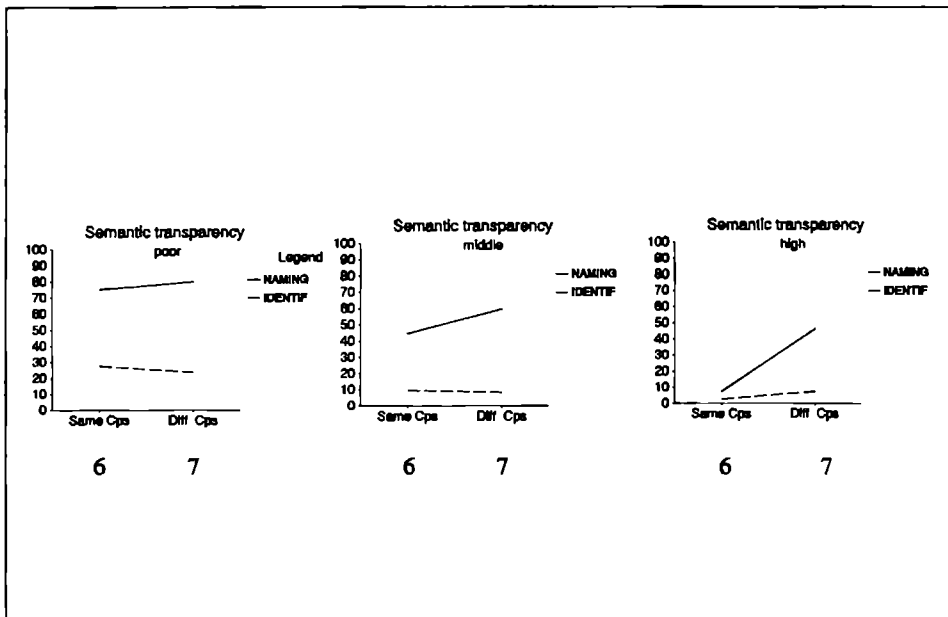 Semantic transparency
poor
Legend
NAMING
IDENTIF
100
90
80
70
60
50
40
30
20
10
0
Same Cps Diff Cps
6 7
Semantic transparency
middle
NAMING
IDENTIF
100
90
80
70
60
50
40
30
20
10
0
Same Cps Diff Cps
6 7
Semantic transparency
high
NAMING
IDENTIF
100
90
80
70
60
50
40
30
20
10
0
Same Cps Diff Cps
6 7